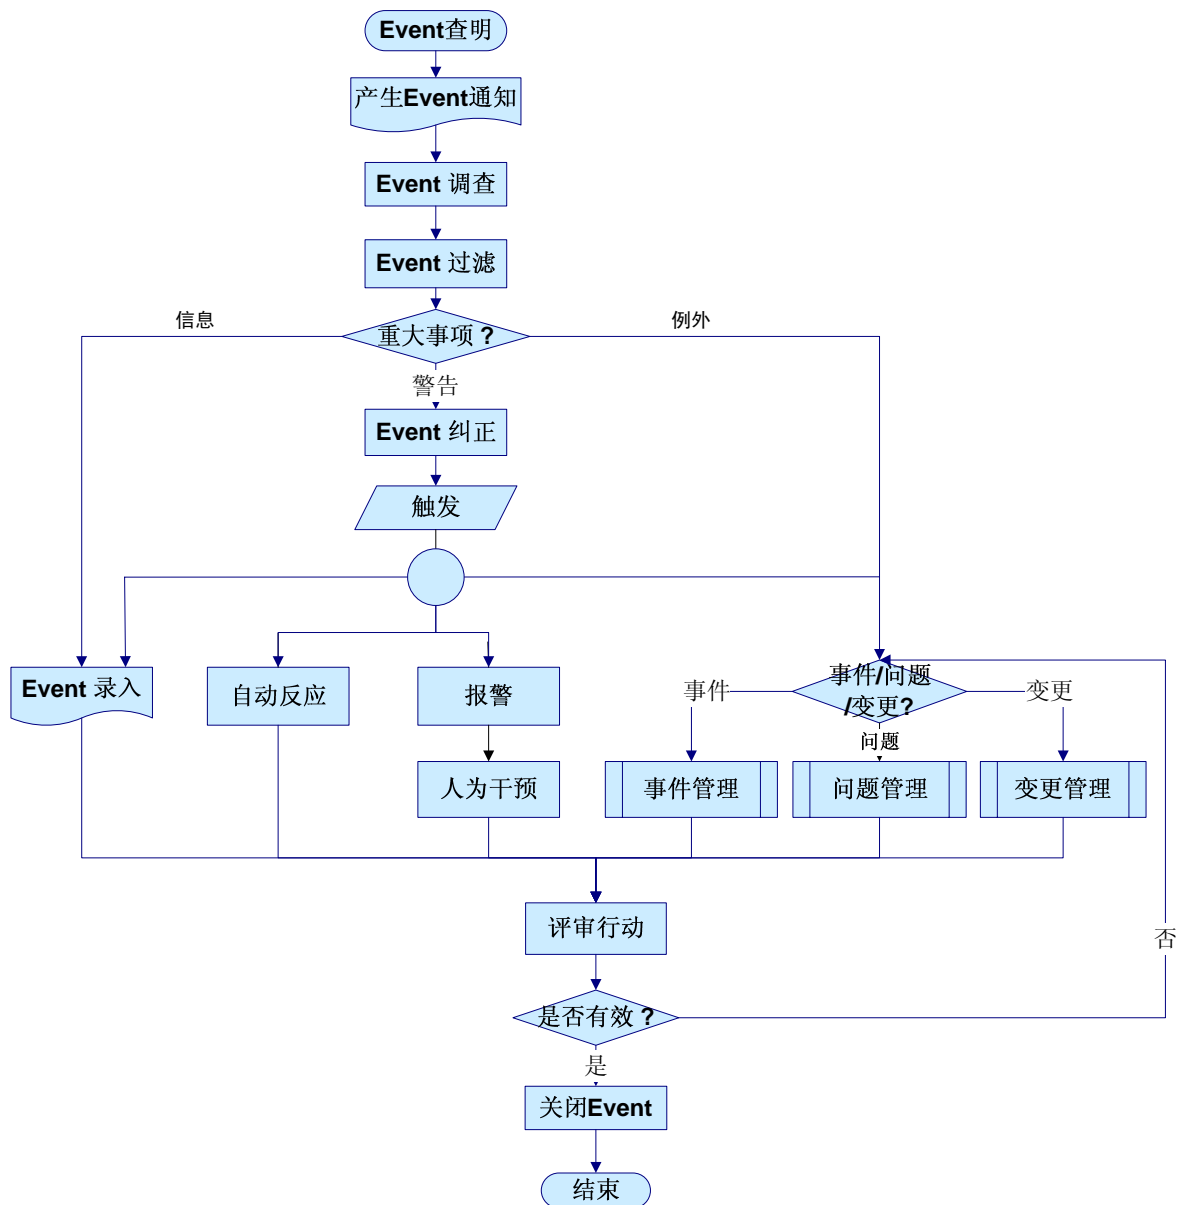 Event查明
产生Event通知
Event 调查
Event 过滤
信息
重大事项？
例外
警告
Event 纠正
触发
Event 录入
自动反应
报警
事件
事件/问题
/变更?
变更
问题
人为干预
事件管理
问题管理
变更管理
评审行动
否
是否有效？
是
关闭Event
结束